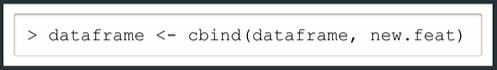 > dataframe <- cbind(dataframe, new.feat)